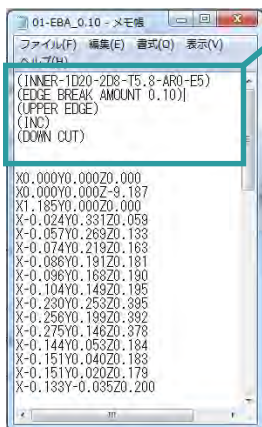 01-EBA_0.10 - メモ帳
ファイル(F) 編集(E) 書式(O) 表示(V)
ヘルプ(H)
(INNER-1D20-2D8-T5.8-AR0-E5)
(EDGE BREAK AMOUNT 0.10)
(UPPER EDGE)
(INC)
(DOWN CUT)
X0.000Y0.000Z0.000
X0.000Y0.000Z-9.187
X1.185Y0.000Z0.000
X-0.024Y0.331Z0.059
X-0.057Y0.269Z0.133
X-0.074Y0.219Z0.163
X-0.086Y0.191Z0.181
X-0.096Y0.168Z0.190
X-0.104Y0.149Z0.195
X-0.230Y0.253Z0.395
X-0.256Y0.199Z0.392
X-0.275Y0.146Z0.378
X-0.144Y0.053Z0.184
X-0.151Y0.040Z0.183
X-0.151Y0.020Z0.179
X-0.133Y-0.035Z0.200